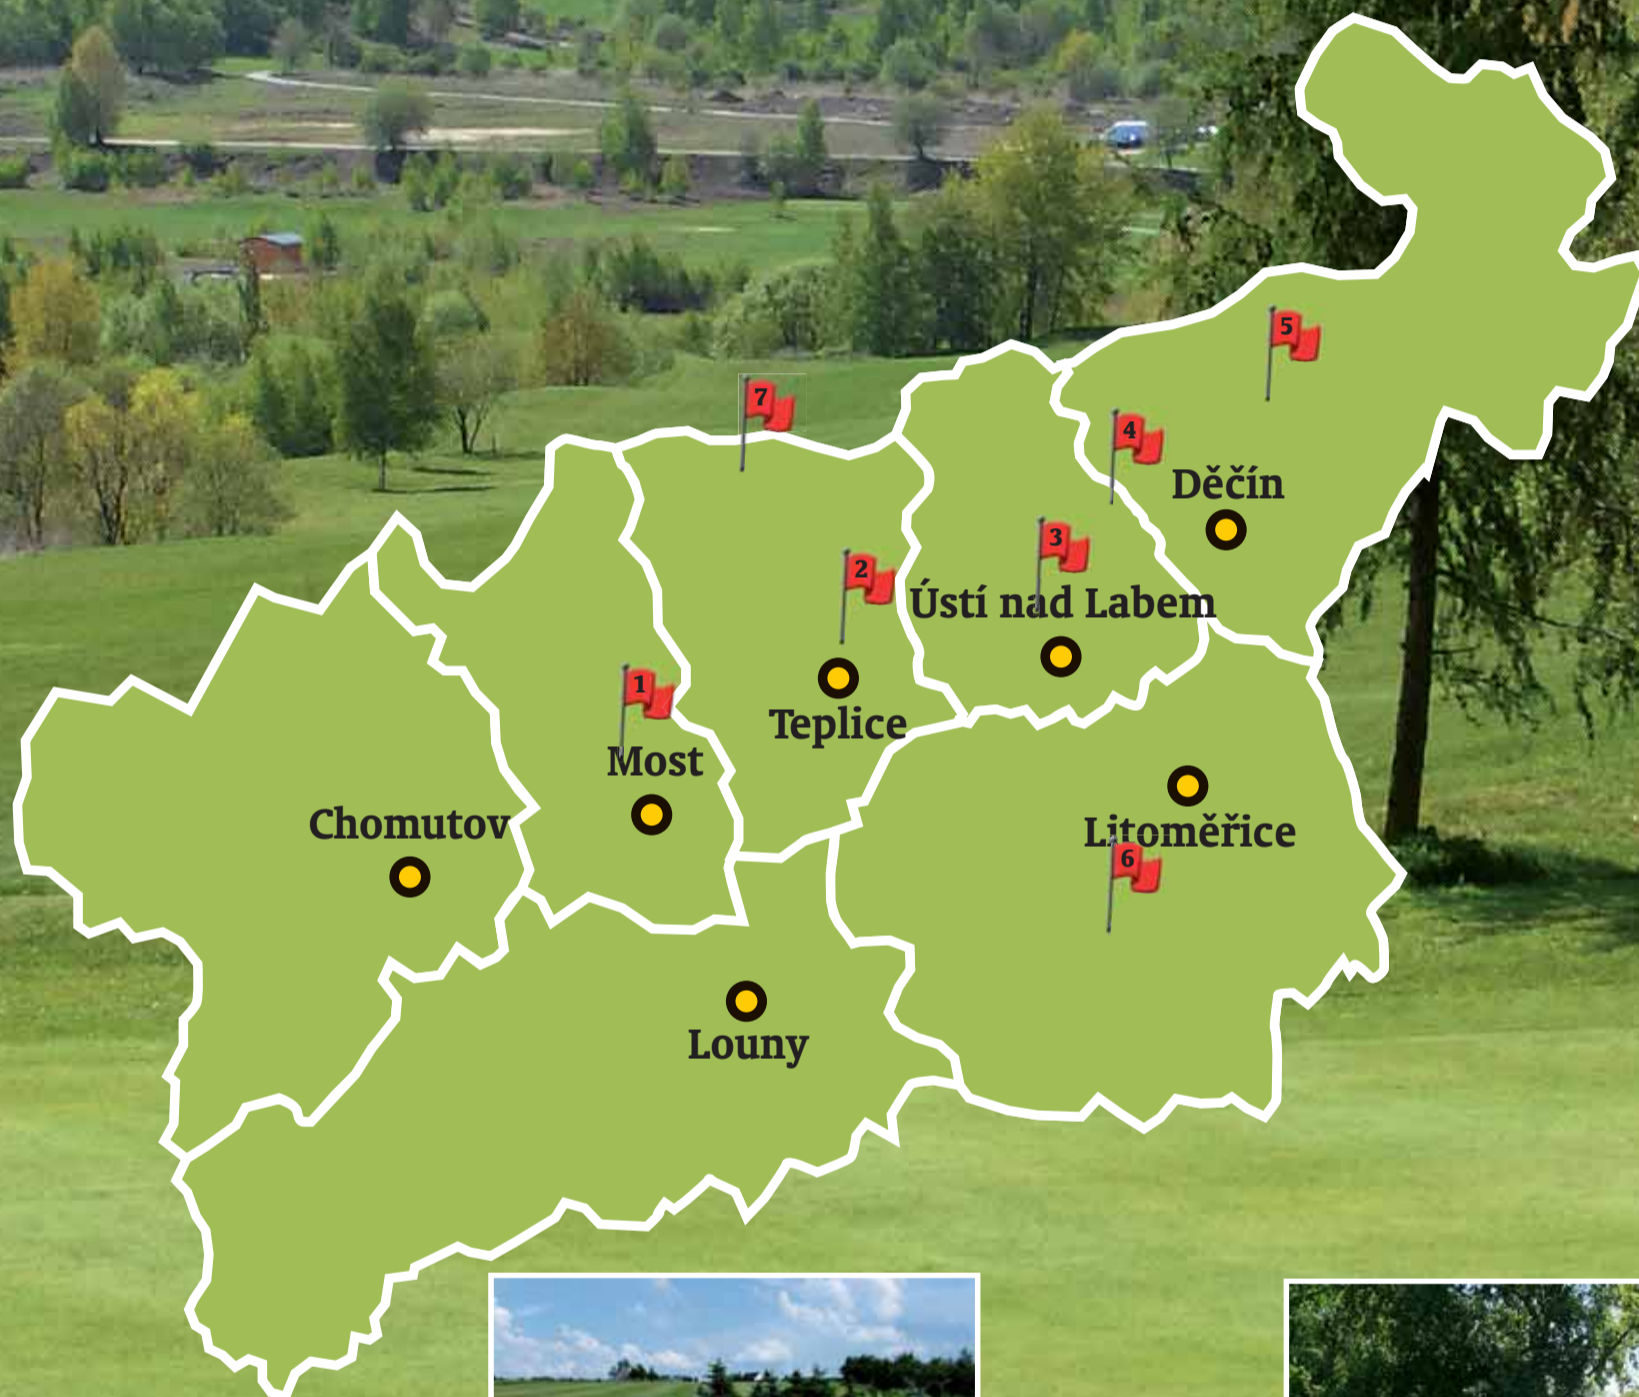 5
7
4
Děčín
3
2
Ústí nad Labem
1
Teplice
Most
Chomutov
Litoměřice
6
Louny